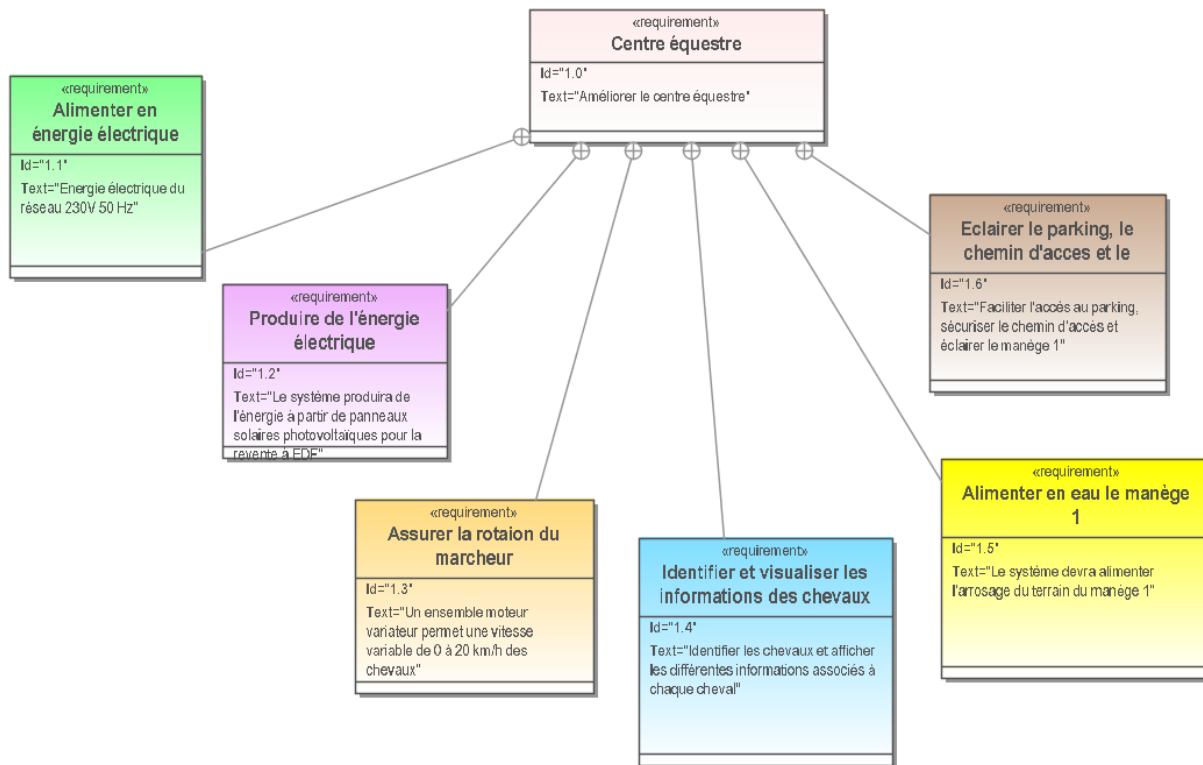 «requirement»
Centre équestre
Id="1.0"
Text="Améliorer le centre équestre"
«requirement»
Alimenter en
énergie électrique
Id="1.1"
Text="Energie électrique du
réseau 230V 50 Hz"
«requirement»
Produire de l'énergie
électrique
Id="1.2"
Text="Le système produira de
l'énergie à partir de panneaux
solaires photovoltaïques pour la
revente à EDF"
«requirement»
Assurer la rotaion du
marcheur
Id="1.3"
Text="Un ensemble moteur
variateur permet une vitesse
variable de 0 à 20 km/h des
chevaux"
«requirement»
Identifier et visualiser les
informations des chevaux
Id="1.4"
Text="Identifier les chevaux et afficher
les différentes informations associés à
chaque cheval"
«requirement»
Alimenter en eau le manège
1
Id="1.5"
Text="Le système devra alimenter
l'arrosage du terrain du manège 1"
«requirement»
Eclairer le parking, le
chemin d'acces et le
Id="1.6"
Text="Faciliter l'accès au parking,
sécuriser le chemin d'accès et
éclairer le manège 1"